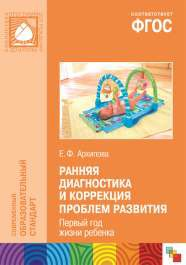 СООТВЕТСТВУЕТ
ФГОС
Е. Ф. Архипова
РАННЯЯ
ДИАГНОСТИКА
И КОРРЕКЦИЯ
ПРОБЛЕМ РАЗВИТИЯ
Первый год
жизни ребенка
СОВРЕМЕННЫЙ
ОБРАЗОВАТЕЛЬНЫЙ
СТАНДАРТ